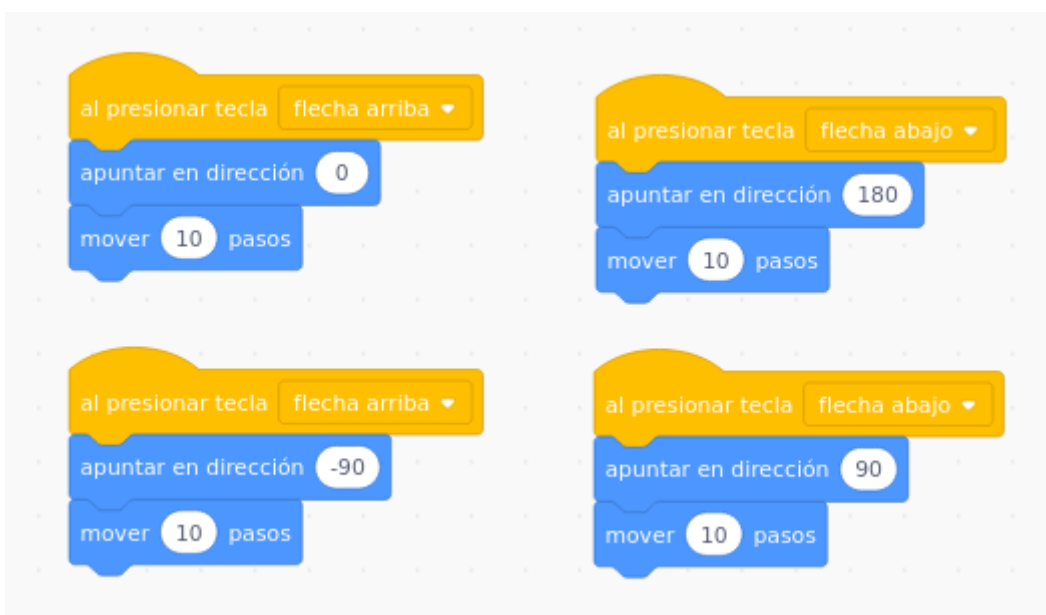 al presionar tecla flecha arriba
apuntar en dirección 0
mover 10 pasos
al presionar tecla flecha abajo
apuntar en dirección 180
mover 10 pasos
al presionar tecla flecha arriba
apuntar en dirección -90
mover 10 pasos
al presionar tecla flecha abajo
apuntar en dirección 90
mover 10 pasos